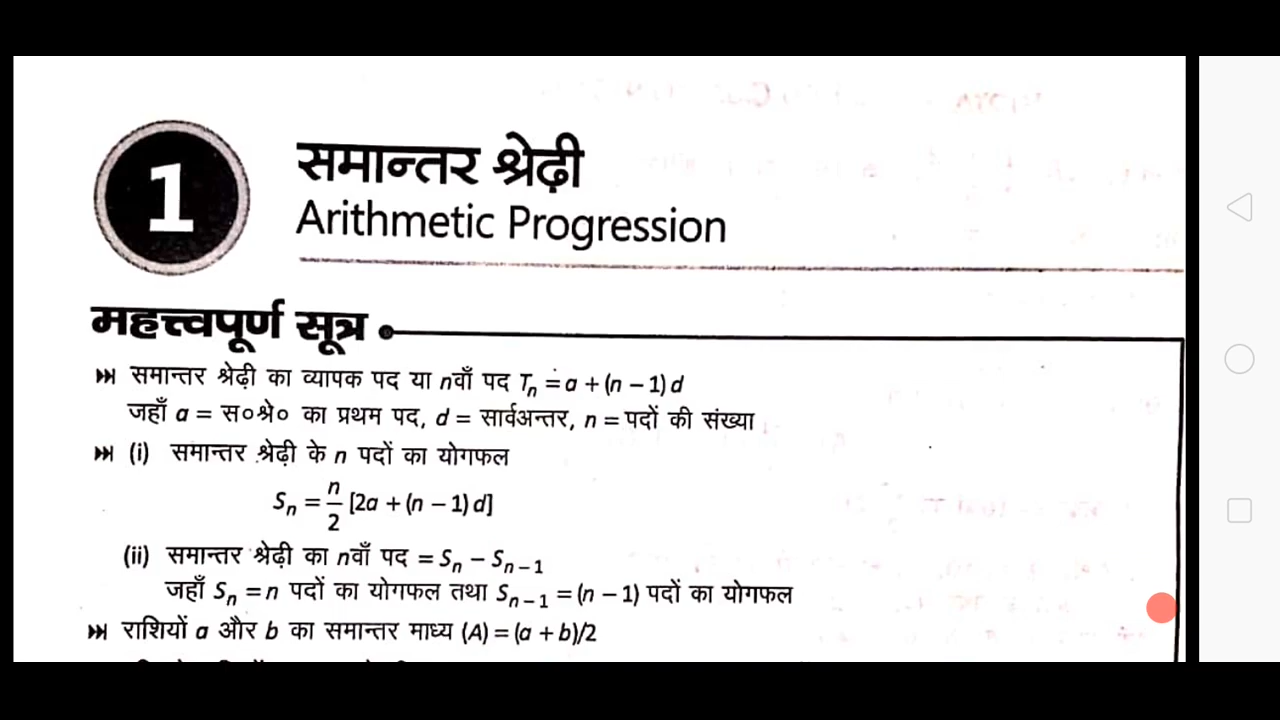 1
समान्तर श्रेढ़ी
Arithmetic Progression
महत्त्वपूर्ण सूत्र
समान्तर श्रेढ़ी का व्यापक पद या nवाँ पद Tₙ = a + (n − 1) d
जहाँ a = स०श्रे० का प्रथम पद, d = सार्वअन्तर, n = पदों की संख्या
(i) समान्तर श्रेढ़ी के n पदों का योगफल
Sₙ = n/2 [2a + (n − 1) d]
(ii) समान्तर श्रेढ़ी का nवाँ पद = Sₙ − Sₙ₋₁
जहाँ Sₙ = n पदों का योगफल तथा Sₙ₋₁ = (n − 1) पदों का योगफल
राशियों a और b का समान्तर माध्य (A) = (a + b)/2